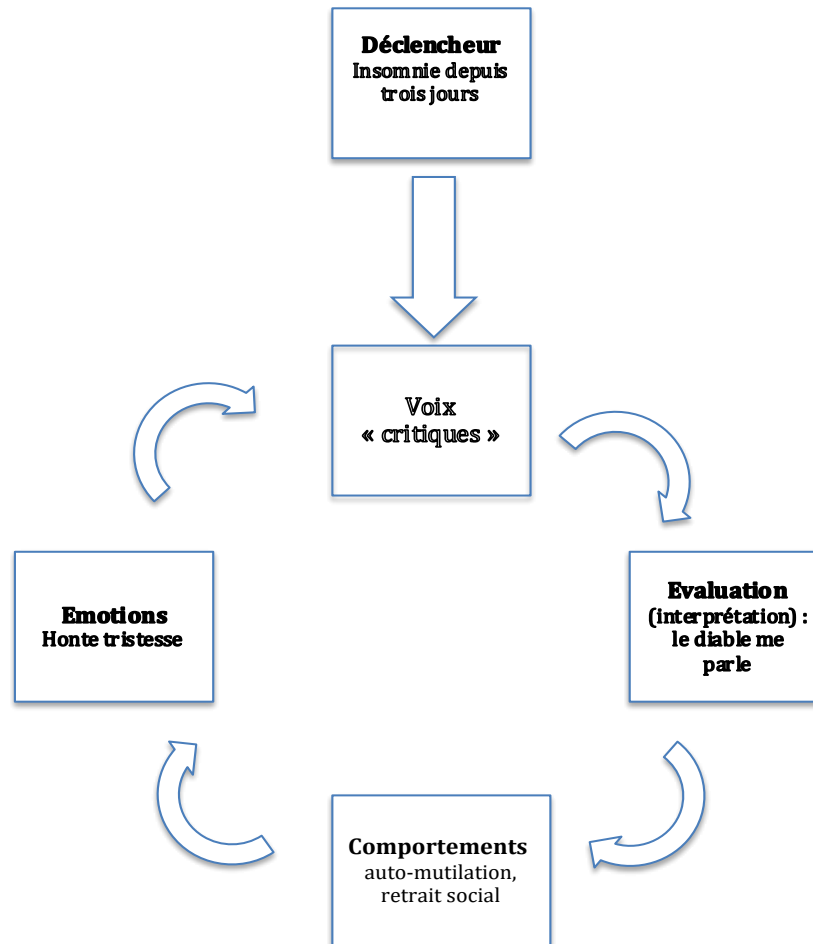 Déclencheur
Insomnie depuis
trois jours
Voix
« critiques »
Emotions
Honte tristesse
Evaluation
(interprétation) :
le diable me
parle
Comportements
auto-mutilation,
retrait social